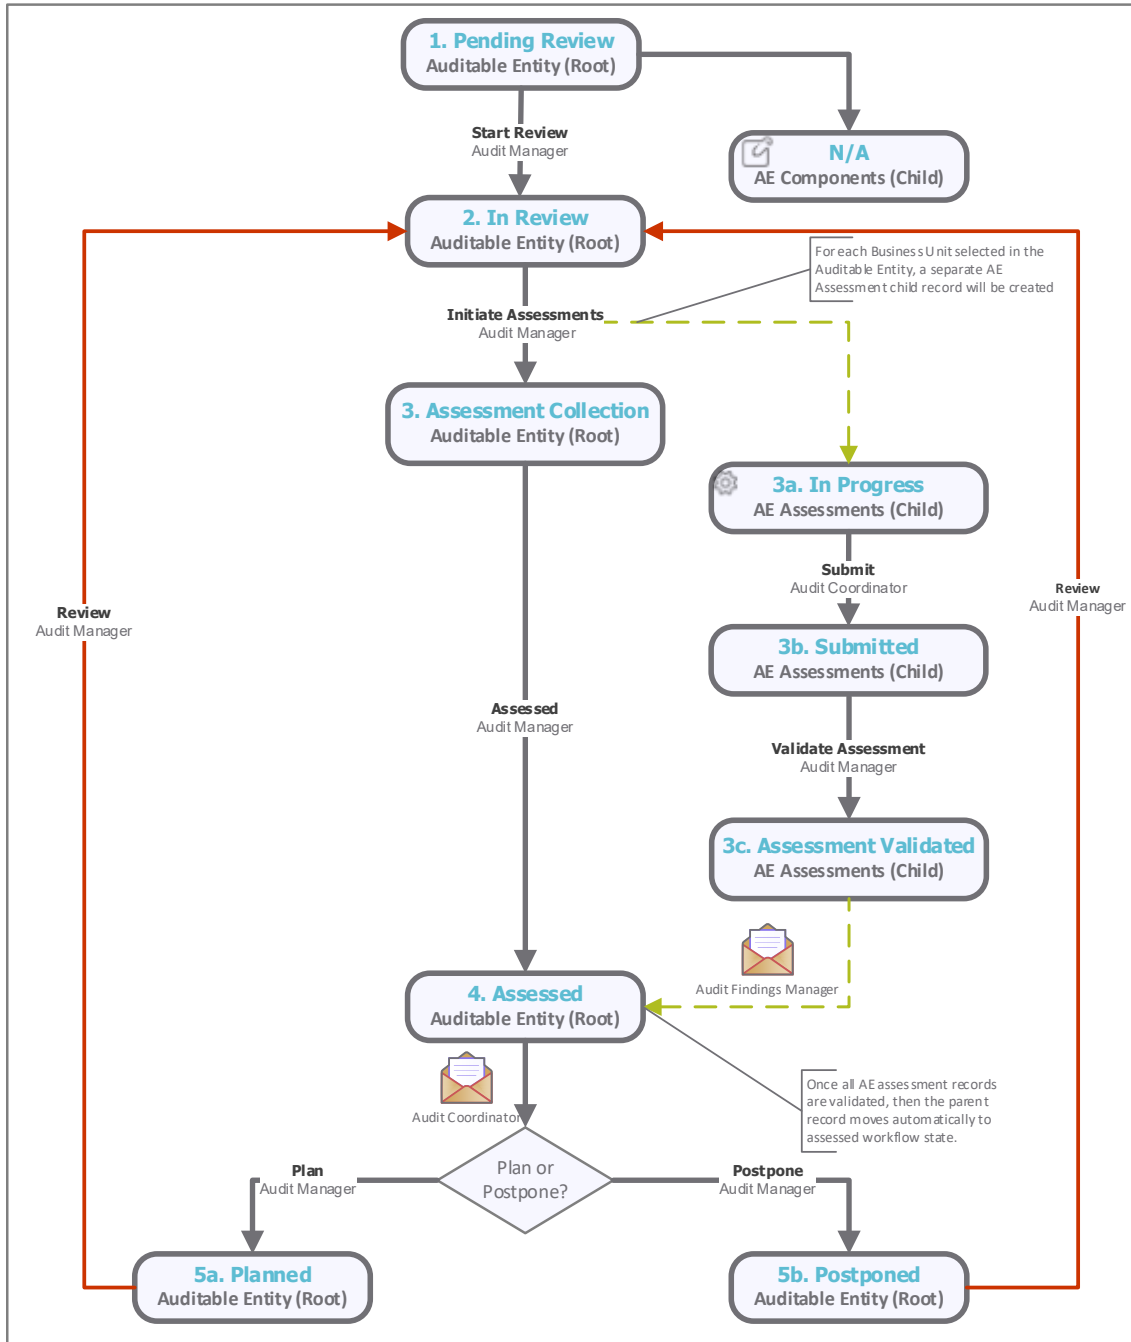 1. Pending Review
Auditable Entity (Root)
Start Review
Audit Manager
N/A
AE Components (Child)
2. In Review
Auditable Entity (Root)
For each Business Unit selected in the
Auditable Entity, a separate AE
Assessment child record will be created
Initiate Assessments
Audit Manager
3. Assessment Collection
Auditable Entity (Root)
3a. In Progress
AE Assessments (Child)
Submit
Audit Coordinator
Review
Audit Manager
Review
Audit Manager
3b. Submitted
AE Assessments (Child)
Assessed
Audit Manager
Validate Assessment
Audit Manager
3c. Assessment Validated
AE Assessments (Child)
Audit Findings Manager
4. Assessed
Auditable Entity (Root)
Audit Coordinator
Once all AE assessment records
are validated, then the parent
record moves automatically to
assessed workflow state.
Plan or
Postpone?
Plan
Audit Manager
Postpone
Audit Manager
5a. Planned
Auditable Entity (Root)
5b. Postponed
Auditable Entity (Root)